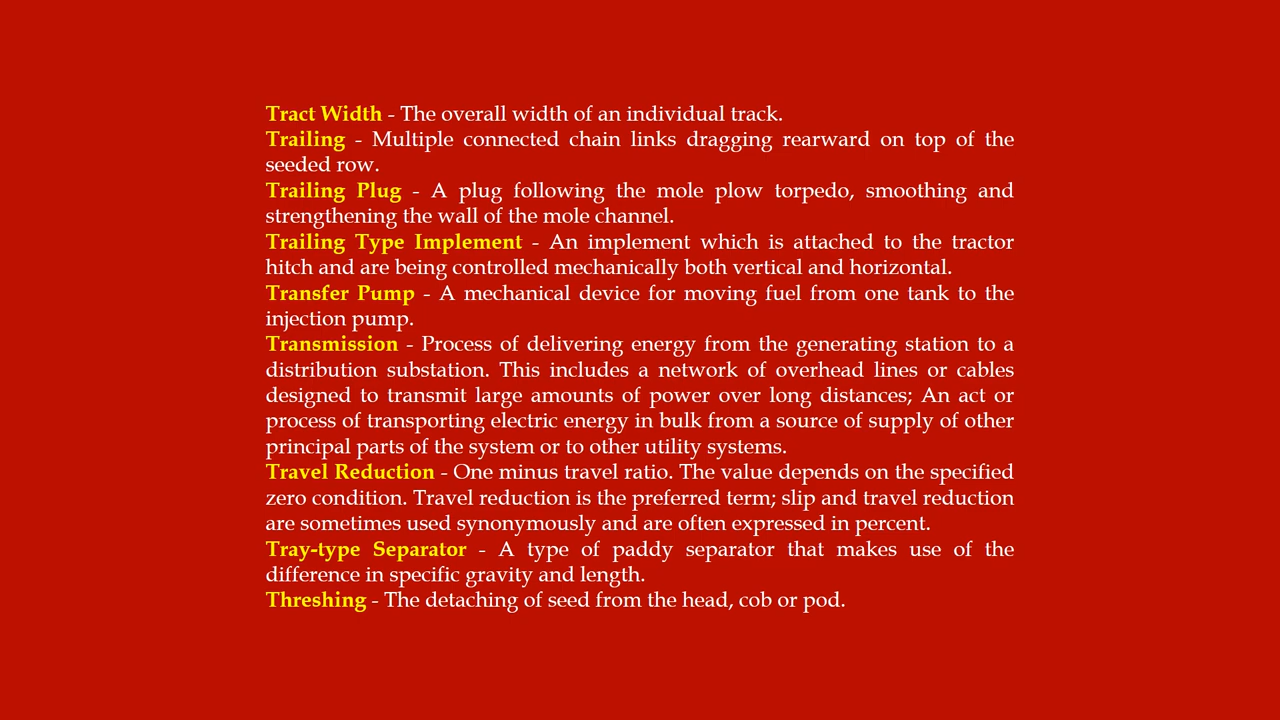 Tract Width - The overall width of an individual track.
Trailing - Multiple connected chain links dragging rearward on top of the
seeded row.
Trailing Plug - A plug following the mole plow torpedo, smoothing and
strengthening the wall of the mole channel.
Trailing Type Implement - An implement which is attached to the tractor
hitch and are being controlled mechanically both vertical and horizontal.
Transfer Pump - A mechanical device for moving fuel from one tank to the
injection pump.
Transmission - Process of delivering energy from the generating station to a
distribution substation. This includes a network of overhead lines or cables
designed to transmit large amounts of power over long distances; An act or
process of transporting electric energy in bulk from a source of supply of other
principal parts of the system or to other utility systems.
Travel Reduction - One minus travel ratio. The value depends on the specified
zero condition. Travel reduction is the preferred term; slip and travel reduction
are sometimes used synonymously and are often expressed in percent.
Tray-type Separator - A type of paddy separator that makes use of the
difference in specific gravity and length.
Threshing - The detaching of seed from the head, cob or pod.